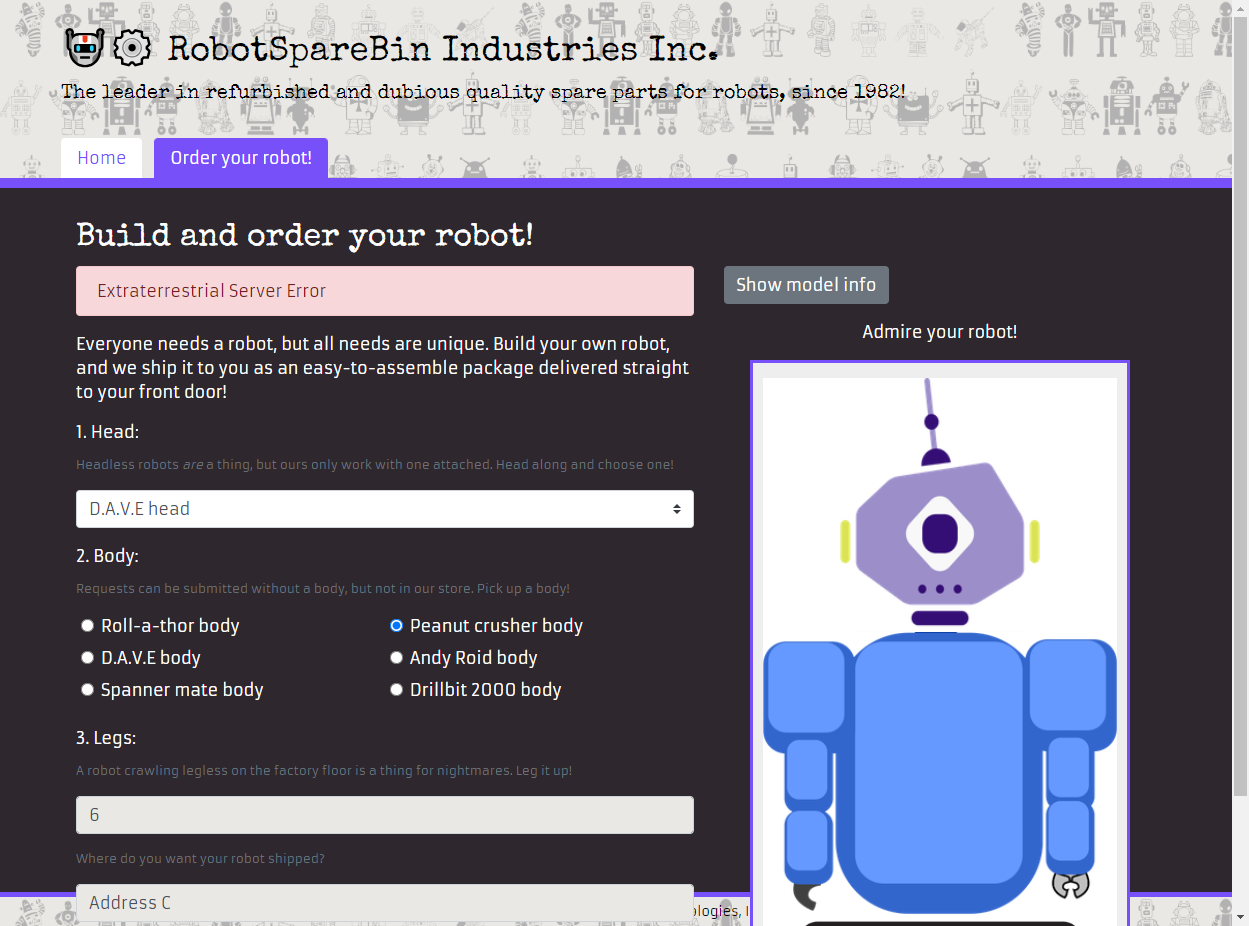 RobotSpareBin Industries Inc.
The leader in refurbished and dubious quality spare parts for robots, since 1982!
Home
Order your robot!
Build and order your robot!
Extraterrestrial Server Error
Everyone needs a robot, but all needs are unique. Build your own robot,
and we ship it to you as an easy-to-assemble package delivered straight
to your front door!
1. Head:
Headless robots are a thing, but ours only work with one attached. Head along and choose one!
D.A.V.E head
2. Body:
Requests can be submitted without a body, but not in our store. Pick up a body!
Roll-a-thor body
Peanut crusher body
D.A.V.E body
Andy Roid body
Spanner mate body
Drillbit 2000 body
3. Legs:
A robot crawling legless on the factory floor is a thing for nightmares. Leg it up!
6
Where do you want your robot shipped?
Address C
Show model info
Admire your robot!
ologies, I